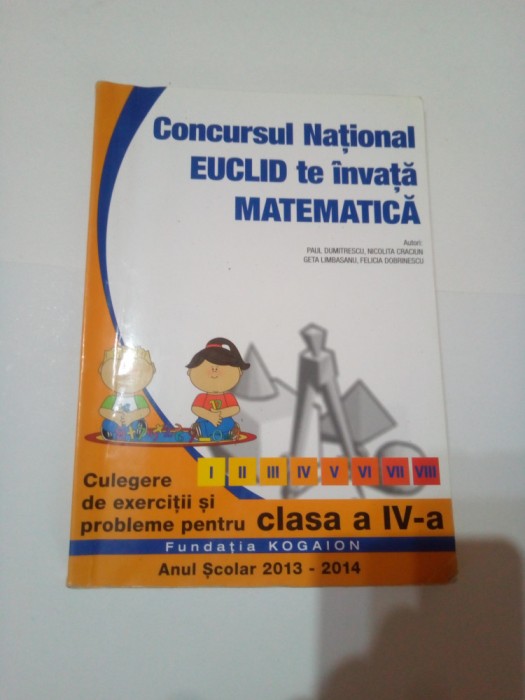 Concursul Național
EUCLID te învață
MATEMATICĂ
Autori:
PAUL DUMITRESCU, NICOLITA CRACIUN
GETA LIMBASANU, FELICIA DOBRINESCU
I II III IV V VI VII VIII
Culegere
de exerciții și
probleme pentru clasa a IV-a
Fundația KOGAION
Anul Școlar 2013 - 2014